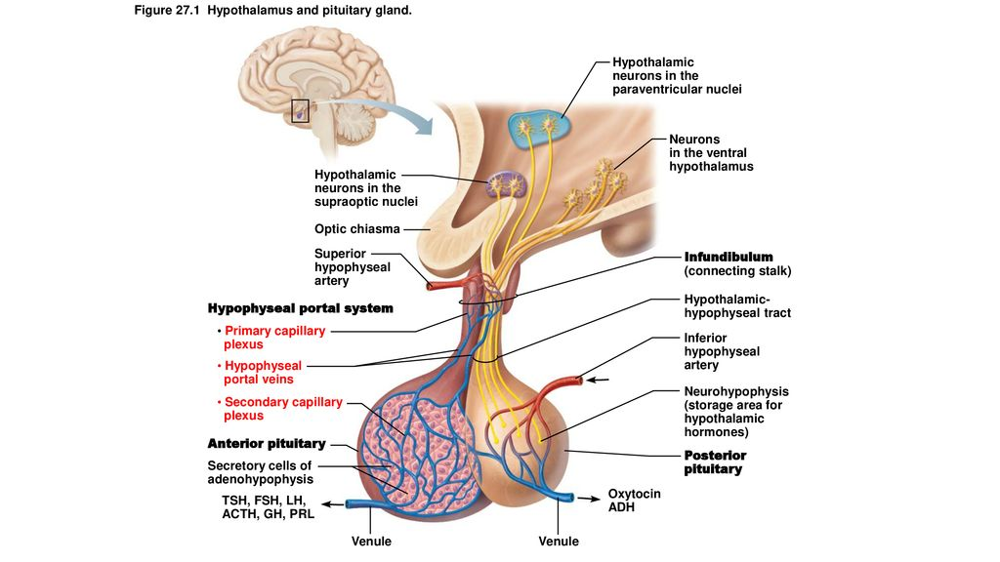 Figure 27.1 Hypothalamus and pituitary gland.
Hypothalamic
neurons in the
paraventricular nuclei
Neurons
in the ventral
hypothalamus
Hypothalamic
neurons in the
supraoptic nuclei
Optic chiasma
Superior
hypophyseal
artery
Infundibulum
(connecting stalk)
Hypophyseal portal system
• Primary capillary
plexus
• Hypophyseal
portal veins
• Secondary capillary
plexus
Hypothalamic-
hypophyseal tract
Inferior
hypophyseal
artery
Neurohypophysis
(storage area for
hypothalamic
hormones)
Anterior pituitary
Secretory cells of
adenohypophysis
Posterior
pituitary
TSH, FSH, LH,
ACTH, GH, PRL
Oxytocin
ADH
Venule
Venule